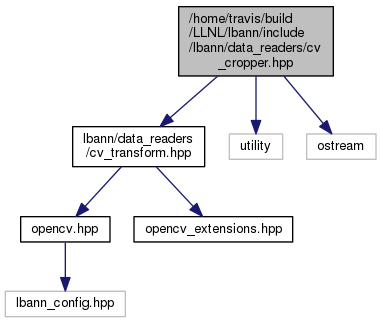 /home/travis/build
/LLNL/lbann/include
/lbann/data_readers/cv
_cropper.hpp
lbann/data_readers
/cv_transform.hpp
utility
ostream
opencv.hpp
opencv_extensions.hpp
lbann_config.hpp